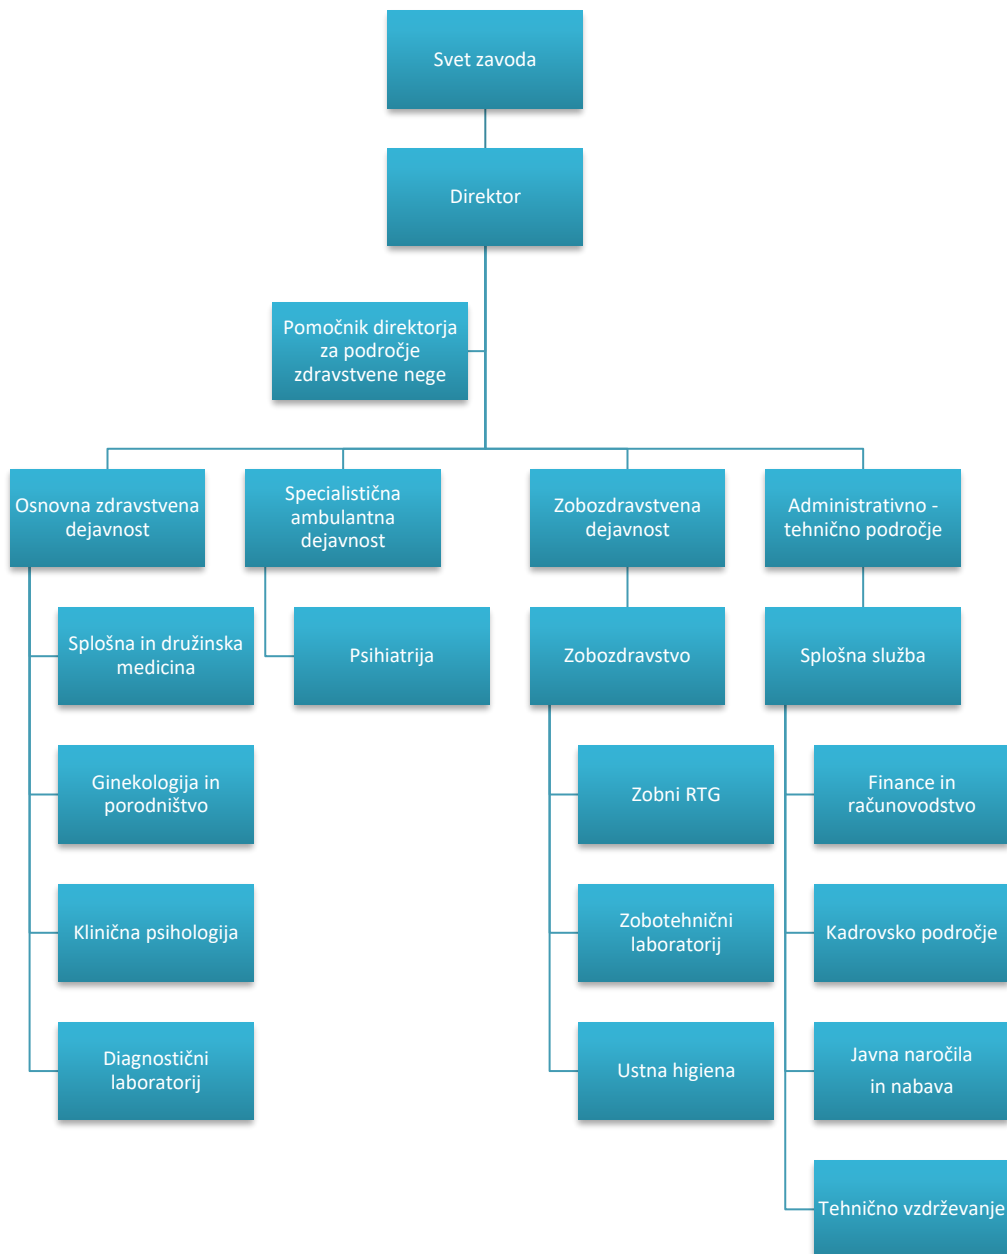 Svet zavoda
Direktor
Pomočnik direktorja
za področje
zdravstvene nege
Osnovna zdravstvena
dejavnost
Specialistična
ambulantna
dejavnost
Zobozdravstvena
dejavnost
Administrativno -
tehnično področje
Splošna in družinska
medicina
Psihiatrija
Zobozdravstvo
Splošna služba
Ginekologija in
porodništvo
Zobni RTG
Finance in
računovodstvo
Klinična psihologija
Zobotehnični
laboratorij
Kadrovsko področje
Diagnostični
laboratorij
Ustna higiena
Javna naročila
in nabava
Tehnično vzdrževanje